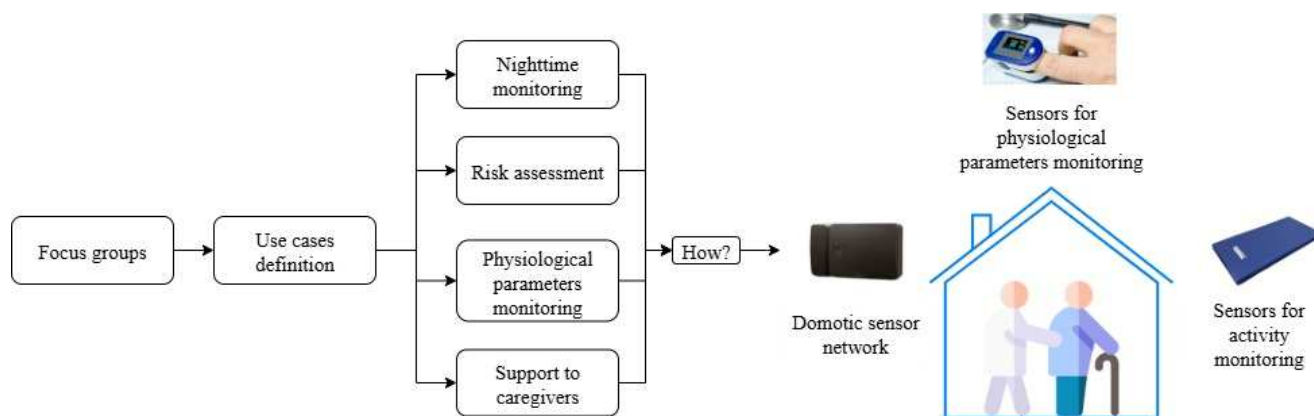 Focus groups
Use cases
definition
Nighttime
monitoring
Risk assessment
Physiological
parameters
monitoring
Support to
caregivers
How?
Domotic sensor
network
Sensors for
physiological
parameters monitoring
Sensors for
activity
monitoring